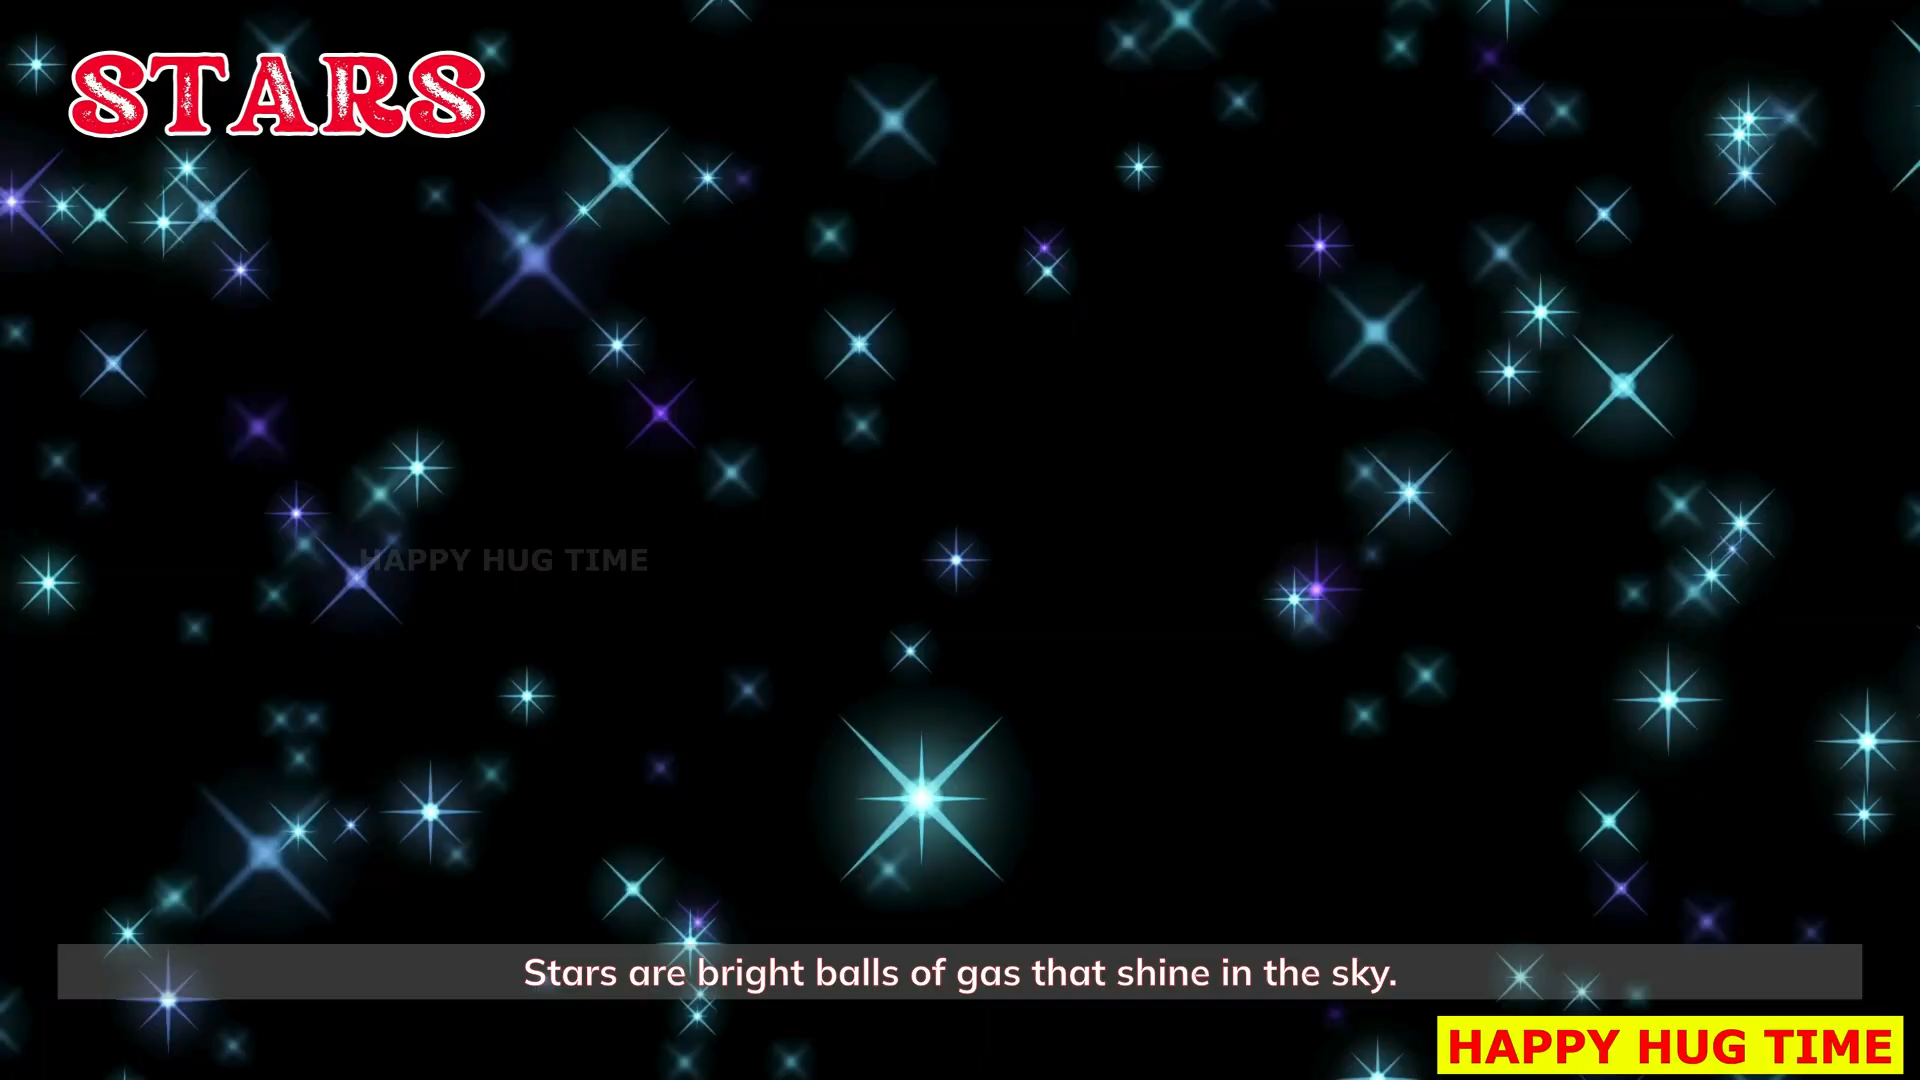 STARS
HAPPY HUG TIME
Stars are bright balls of gas that shine in the sky.
HAPPY HUG TIME